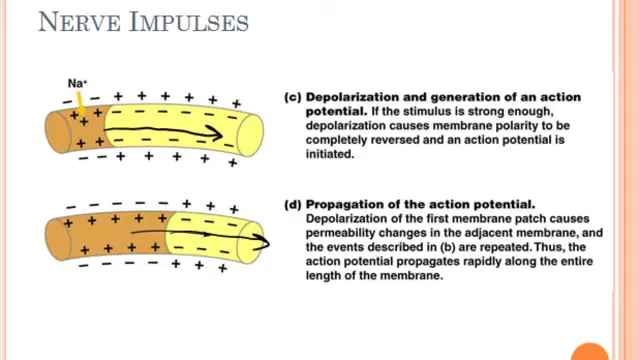 NERVE IMPULSES
Na+
(c) Depolarization and generation of an action
potential. If the stimulus is strong enough,
depolarization causes membrane polarity to be
completely reversed and an action potential is
initiated.
(d) Propagation of the action potential.
Depolarization of the first membrane patch causes
permeability changes in the adjacent membrane, and
the events described in (b) are repeated. Thus, the
action potential propagates rapidly along the entire
length of the membrane.